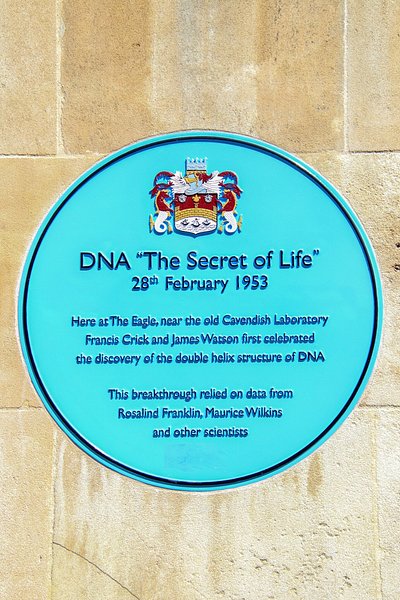 DNA "The Secret of Life"
28th February 1953
Here at The Eagle, near the old Cavendish Laboratory
Francis Crick and James Watson first celebrated
the discovery of the double helix structure of DNA
This breakthrough relied on data from
Rosalind Franklin, Maurice Wilkins
and other scientists